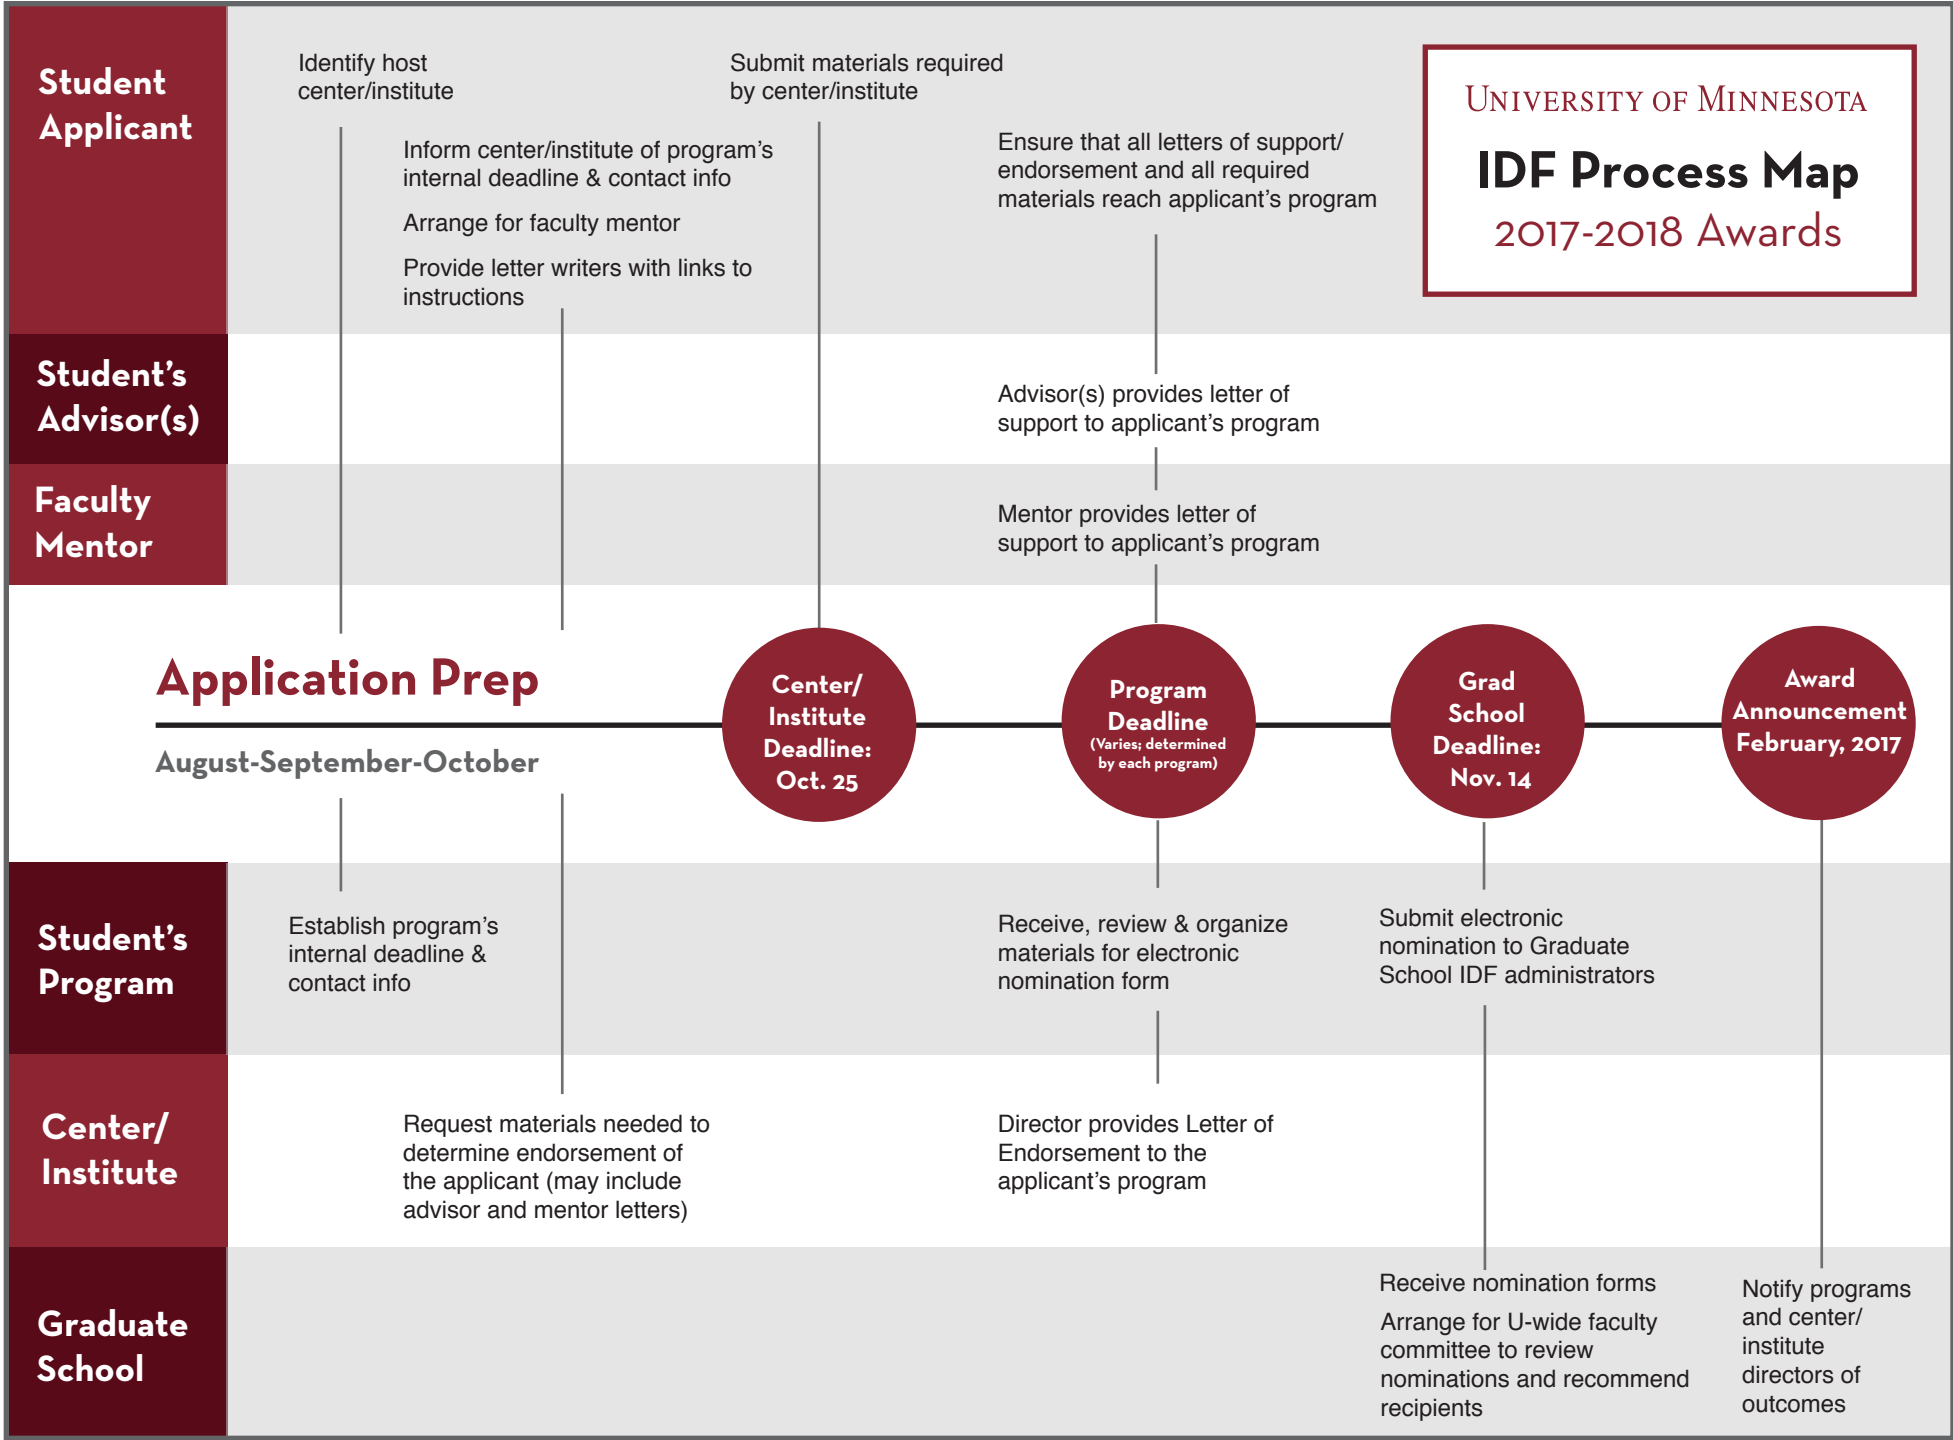 Student
Applicant
Identify host
center/institute
Inform center/institute of program's
internal deadline & contact info
Arrange for faculty mentor
Provide letter writers with links to
instructions
Submit materials required
by center/institute
Ensure that all letters of support/
endorsement and all required
materials reach applicant's program
UNIVERSITY OF MINNESOTA
IDF Process Map
2017-2018 Awards
Student's
Advisor(s)
Advisor(s) provides letter of
support to applicant's program
Faculty
Mentor
Mentor provides letter of
support to applicant's program
Application Prep
August-September-October
Center/
Institute
Deadline:
Oct. 25
Program
Deadline
(Varies; determined
by each program)
Grad
School
Deadline:
Nov. 14
Award
Announcement
February, 2017
Student's
Program
Establish program's
internal deadline &
contact info
Receive, review & organize
materials for electronic
nomination form
Submit electronic
nomination to Graduate
School IDF administrators
Center/
Institute
Request materials needed to
determine endorsement of
the applicant (may include
advisor and mentor letters)
Director provides Letter of
Endorsement to the
applicant's program
Graduate
School
Receive nomination forms
Arrange for U-wide faculty
committee to review
nominations and recommend
recipients
Notify programs
and center/
institute
directors of
outcomes